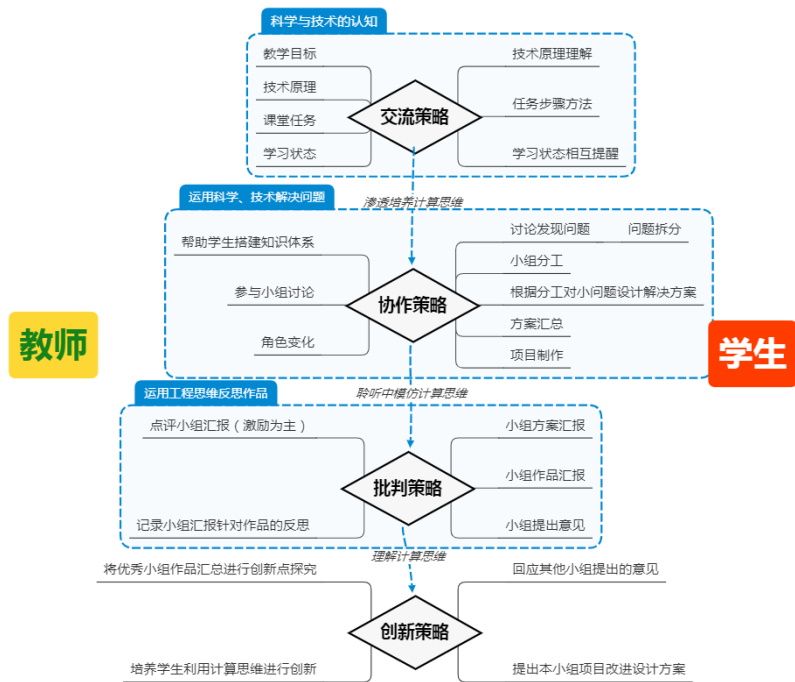 科学与技术的认知
教学目标
技术原理
课堂任务
学习状态
交流策略
技术原理理解
任务步骤方法
学习状态相互提醒
渗透培养计算思维
运用科学、技术解决问题
帮助学生搭建知识体系
参与小组讨论
角色变化
协作策略
讨论发现问题
问题拆分
小组分工
根据分工对小问题设计解决方案
方案汇总
项目制作
教师
学生
聆听中模仿计算思维
运用工程思维反思作品
点评小组汇报（激励为主）
记录小组汇报针对作品的反思
批判策略
小组方案汇报
小组作品汇报
小组提出意见
理解计算思维
将优秀小组作品汇总进行创新点探究
培养学生利用计算思维进行创新
创新策略
回应其他小组提出的意见
提出本小组项目改进设计方案